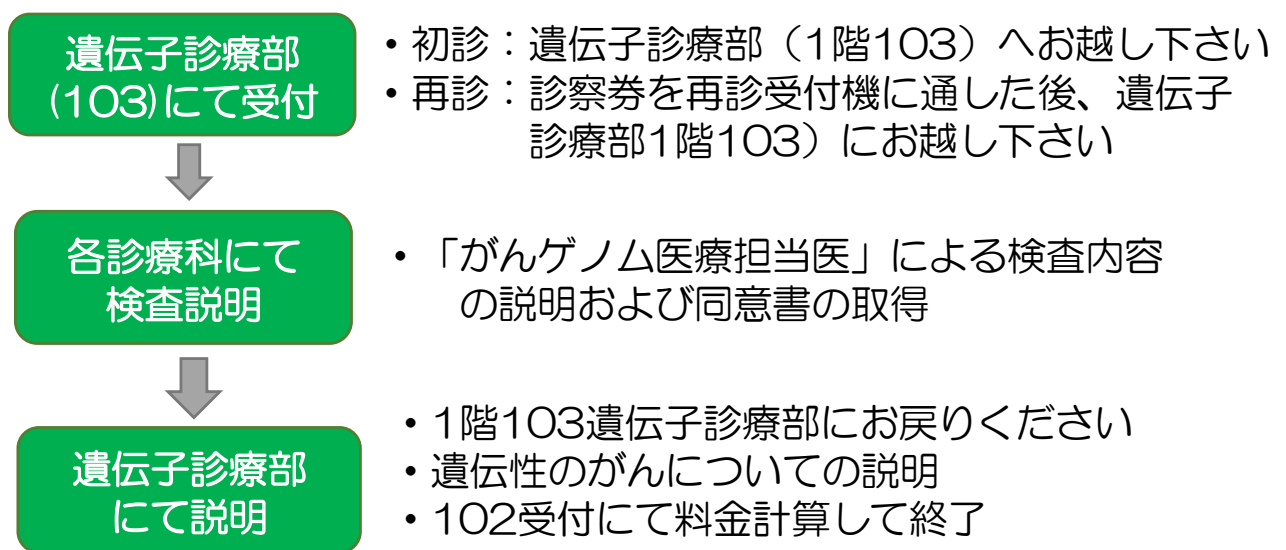 遺伝子診療部
(103)にて受付
・初診：遺伝子診療部（1階103）へお越し下さい
・再診：診察券を再診受付機に通した後、遺伝子
診療部1階103）にお越し下さい
各診療科にて
検査説明
・「がんゲノム医療担当医」による検査内容
の説明および同意書の取得
遺伝子診療部
にて説明
・1階103遺伝子診療部にお戻りください
・遺伝性のがんについての説明
・102受付にて料金計算して終了